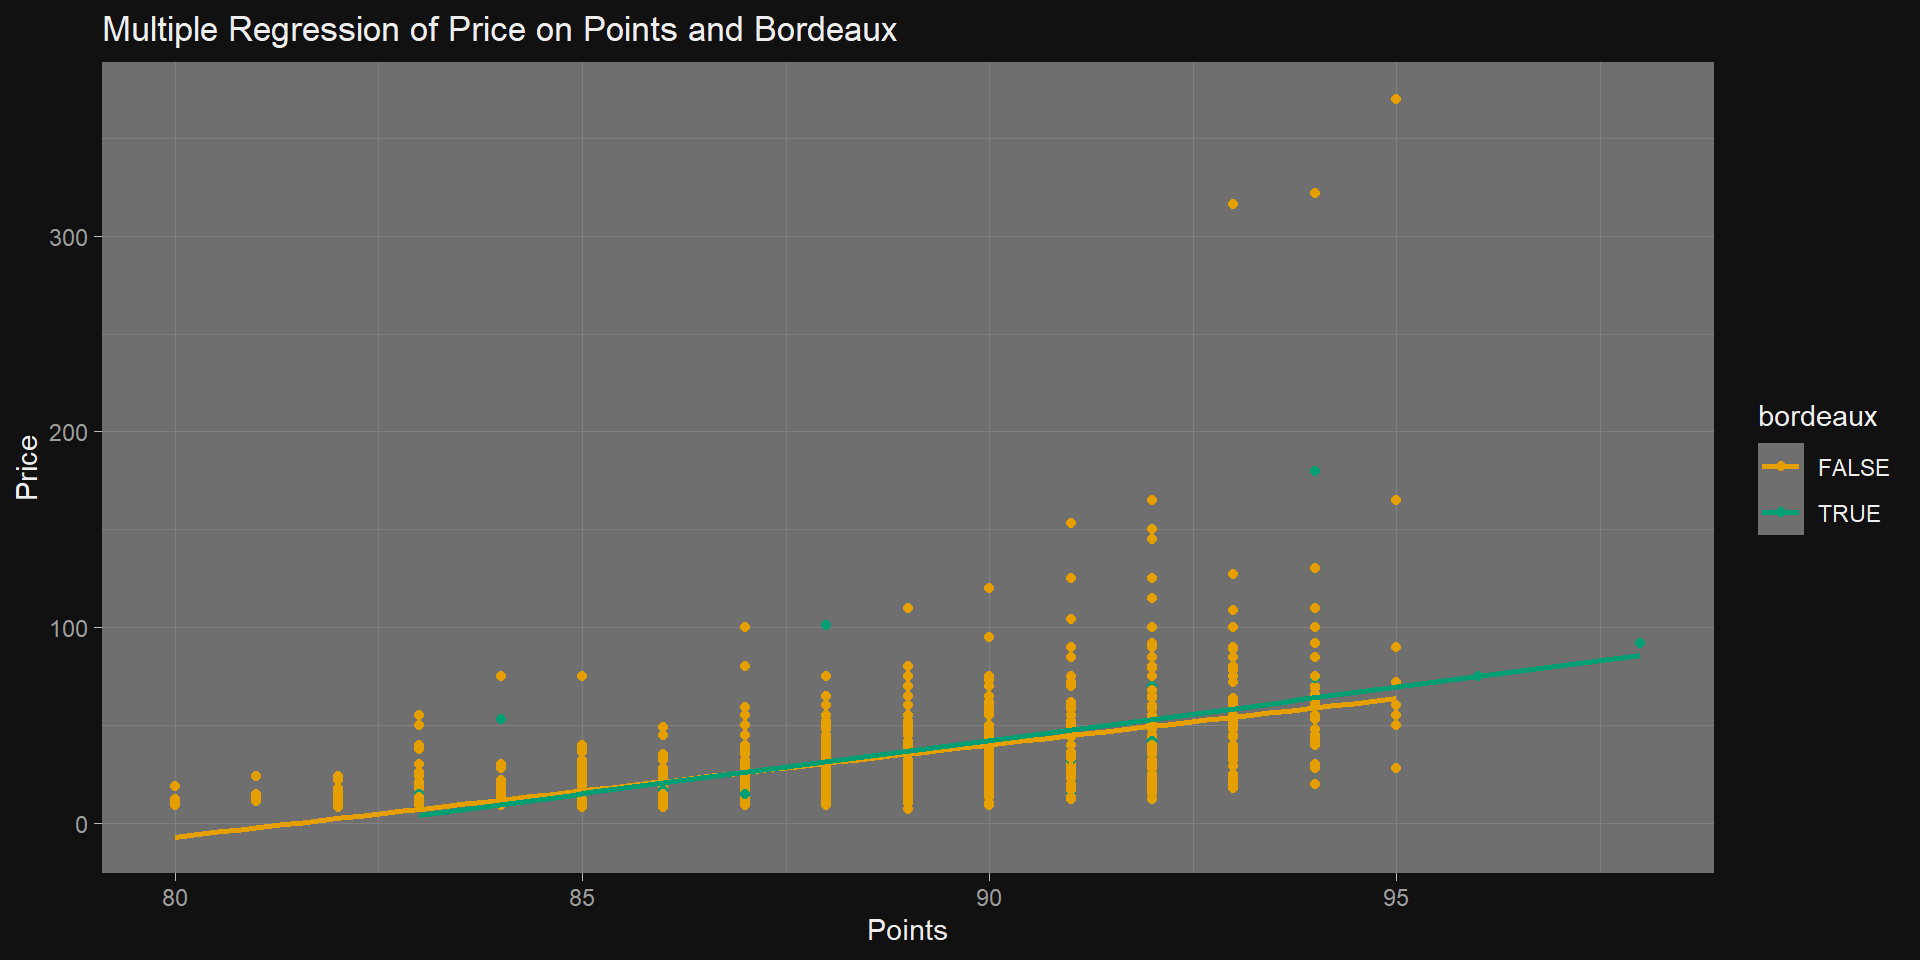 Multiple Regression of Price on Points and Bordeaux
300
200
100
0
Price
80
85
90
95
Points
bordeaux
FALSE
TRUE